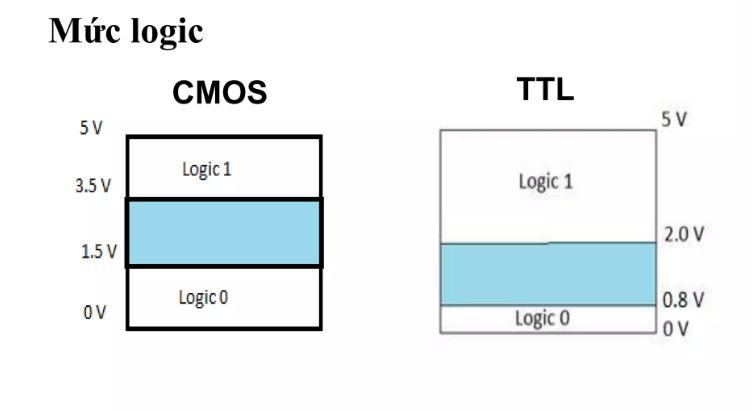 Mức logic
CMOS
5 V
Logic 1
3.5 V
1.5 V
Logic 0
0 V
TTL
5 V
Logic 1
2.0 V
0.8 V
Logic 0
0 V